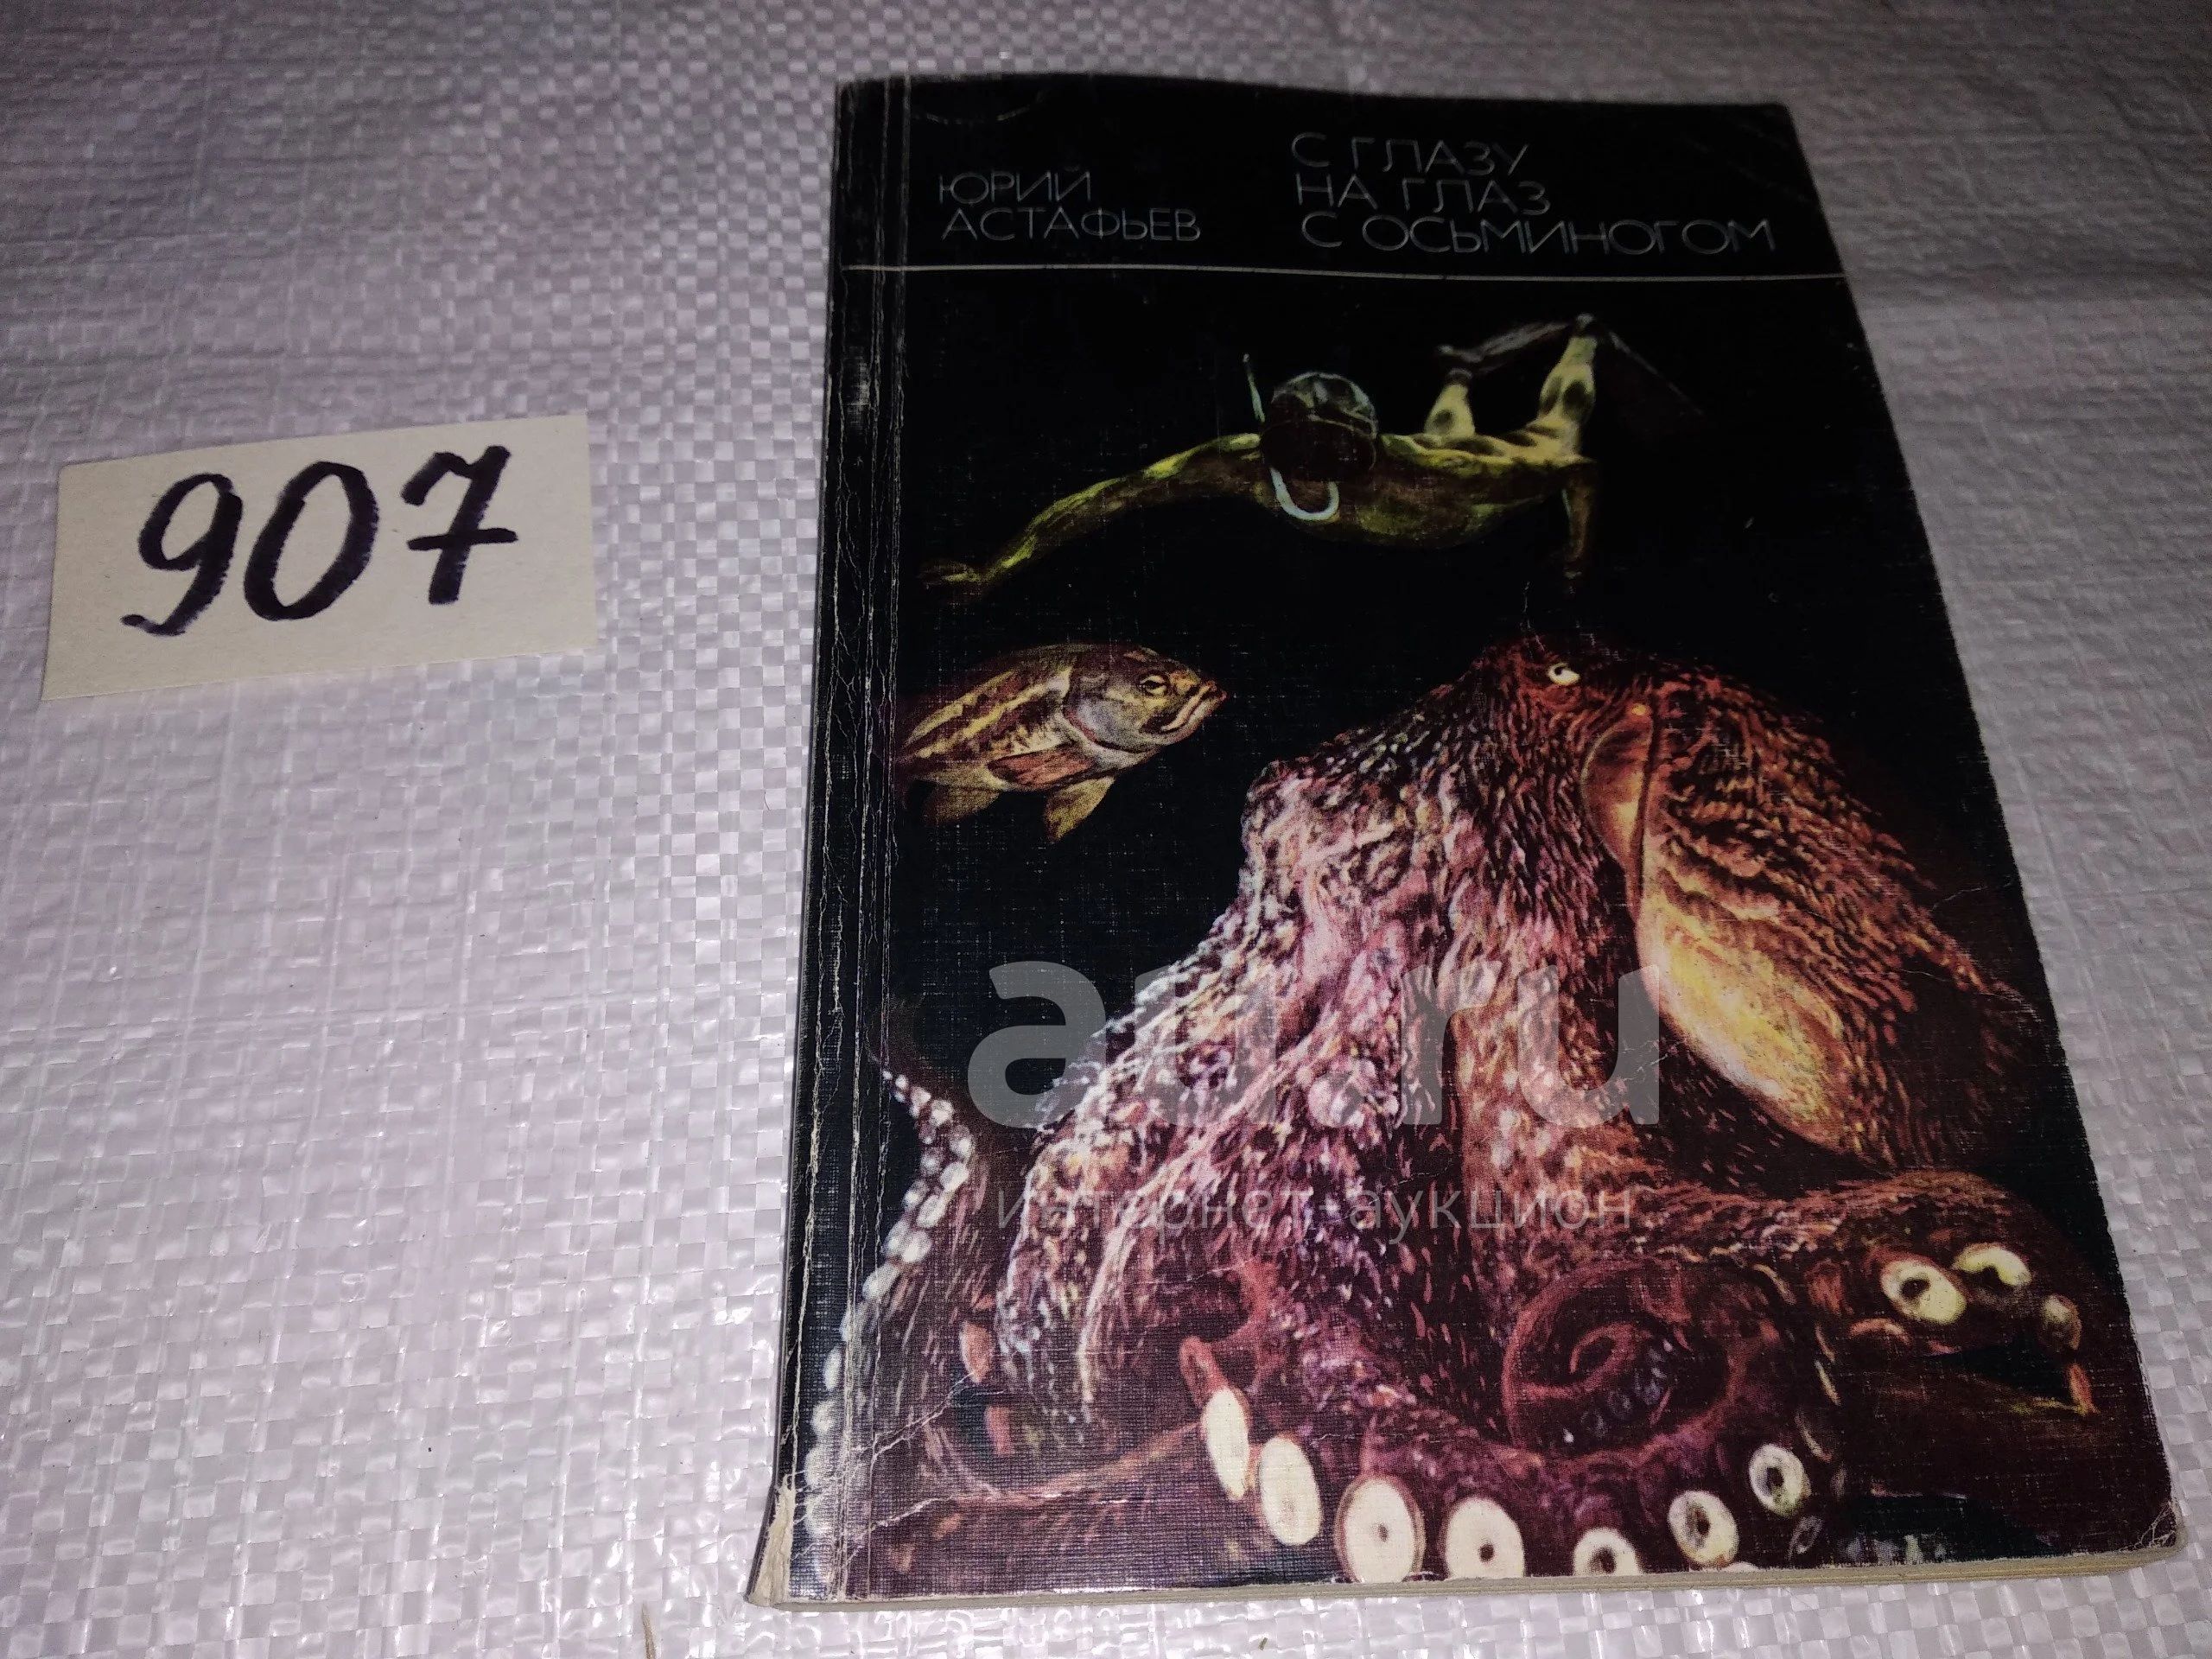 907
ЮРИЙ
АСТАФЬЕВ
С ГЛАЗУ
НА ГЛАЗ
С ОСЬМИНОГОМ
au.ru
интернет-аукцион